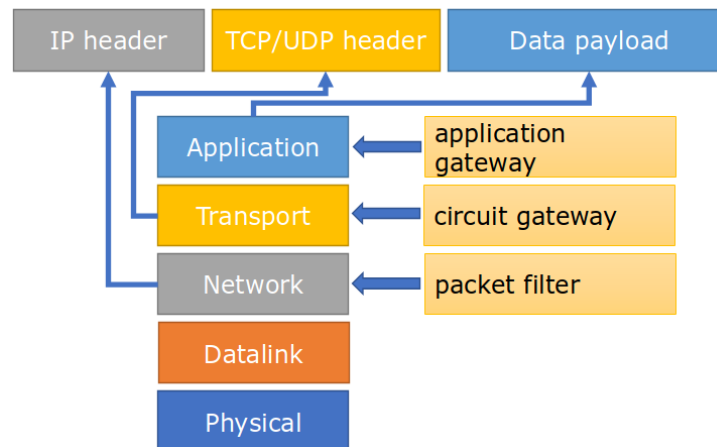 IP header
TCP/UDP header
Data payload
Application
application
gateway
Transport
circuit gateway
Network
packet filter
Datalink
Physical